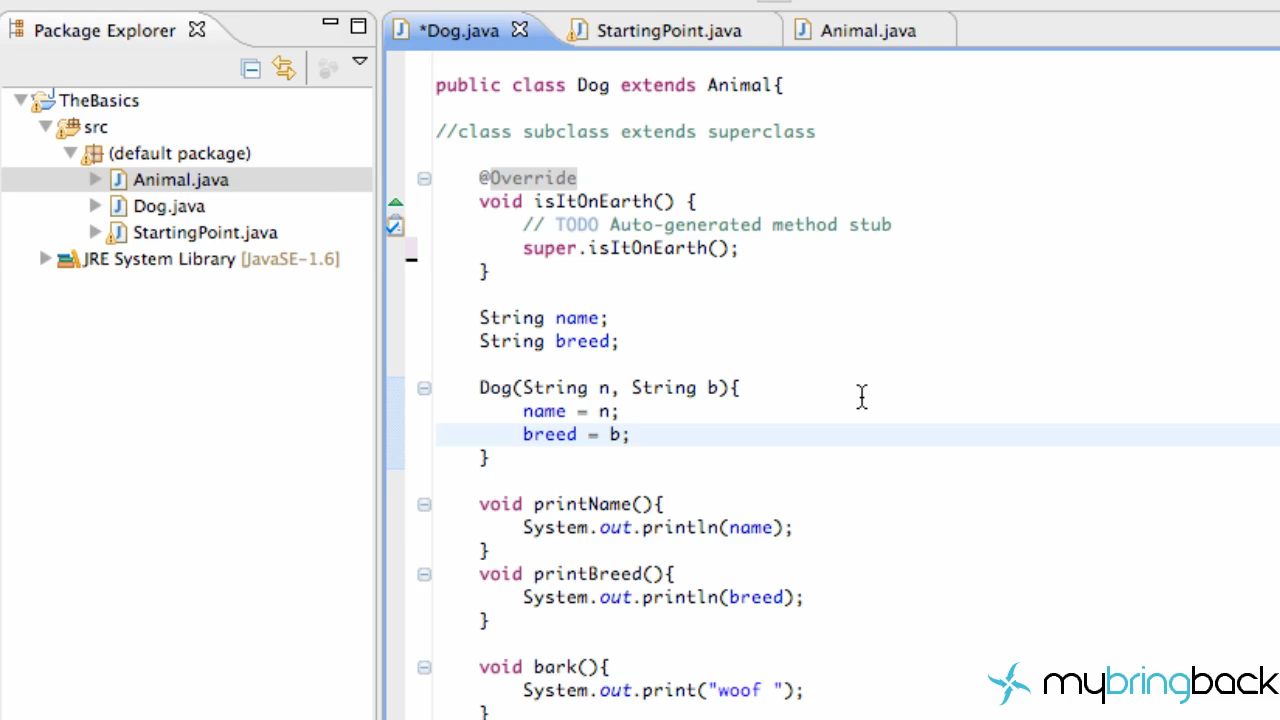 Package Explorer
TheBasics
src
(default package)
Animal.java
Dog.java
StartingPoint.java
JRE System Library [JavaSE-1.6]
*Dog.java StartingPoint.java Animal.java
public class Dog extends Animal{
//class subclass extends superclass
@Override
void isItOnEarth() {
// TODO Auto-generated method stub
super.isItOnEarth();
}
String name;
String breed;
Dog(String n, String b){
name = n;
breed = b;
}
void printName(){
System.out.println(name);
}
void printBreed(){
System.out.println(breed);
}
void bark(){
System.out.print("woof ");
}
mybringback